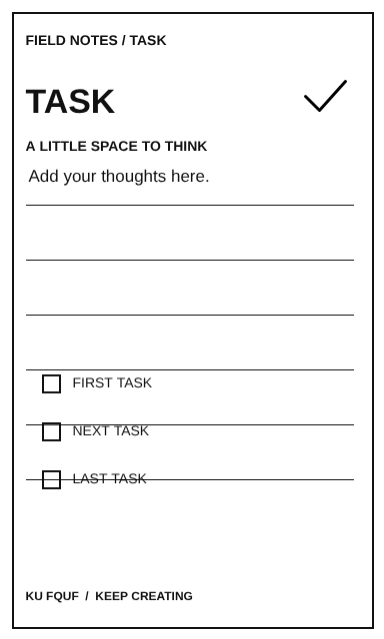 FIELD NOTES / TASK
TASK
A LITTLE SPACE TO THINK
Add your thoughts here.
FIRST TASK
NEXT TASK
LAST TASK
KU FQUF / KEEP CREATING